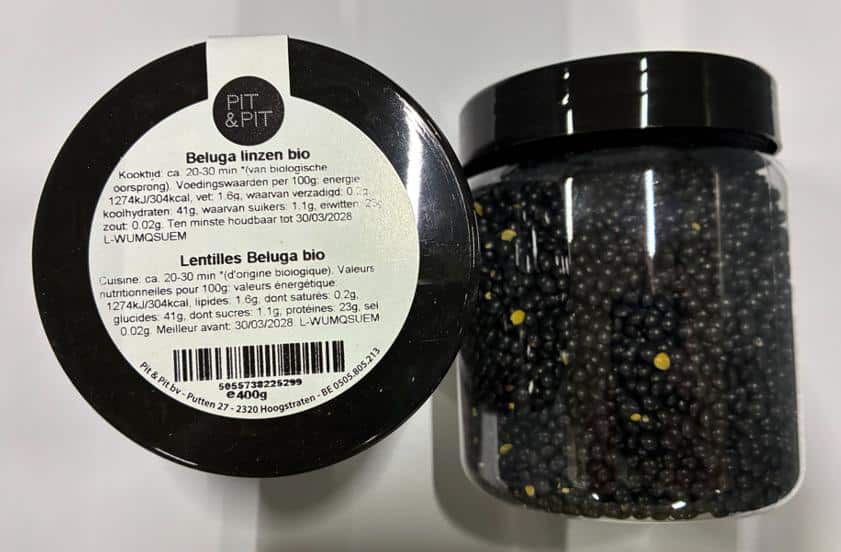 PIT
&PIT
Beluga linzen bio
Kooktijd: ca. 20-30 min *(van biologische
oorsprong). Voedingswaarden per 100g: energie
1274kJ/304kcal, vet: 1.6g, waarvan verzadigd: 0.2g,
koolhydraten: 41g, waarvan suikers: 1.1g, eiwitten: 23g
zout: 0.02g. Ten minste houdbaar tot 30/03/2028
L-WUMQSUEM
Lentilles Beluga bio
Cuisine: ca. 20-30 min *(d'origine biologique). Valeurs
nutritionnelles pour 100g: valeurs énergétique:
1274kJ/304kcal, lipides: 1.6g, dont saturés: 0.2g,
glucides: 41g, dont sucres: 1.1g, protéines: 23g, sel
0.02g. Meilleur avant: 30/03/2028. L-WUMQSUEM
5055738225299
e400g
Pit & Pit bv - Putten 27 - 2320 Hoogstraten - BE 0505.805.213